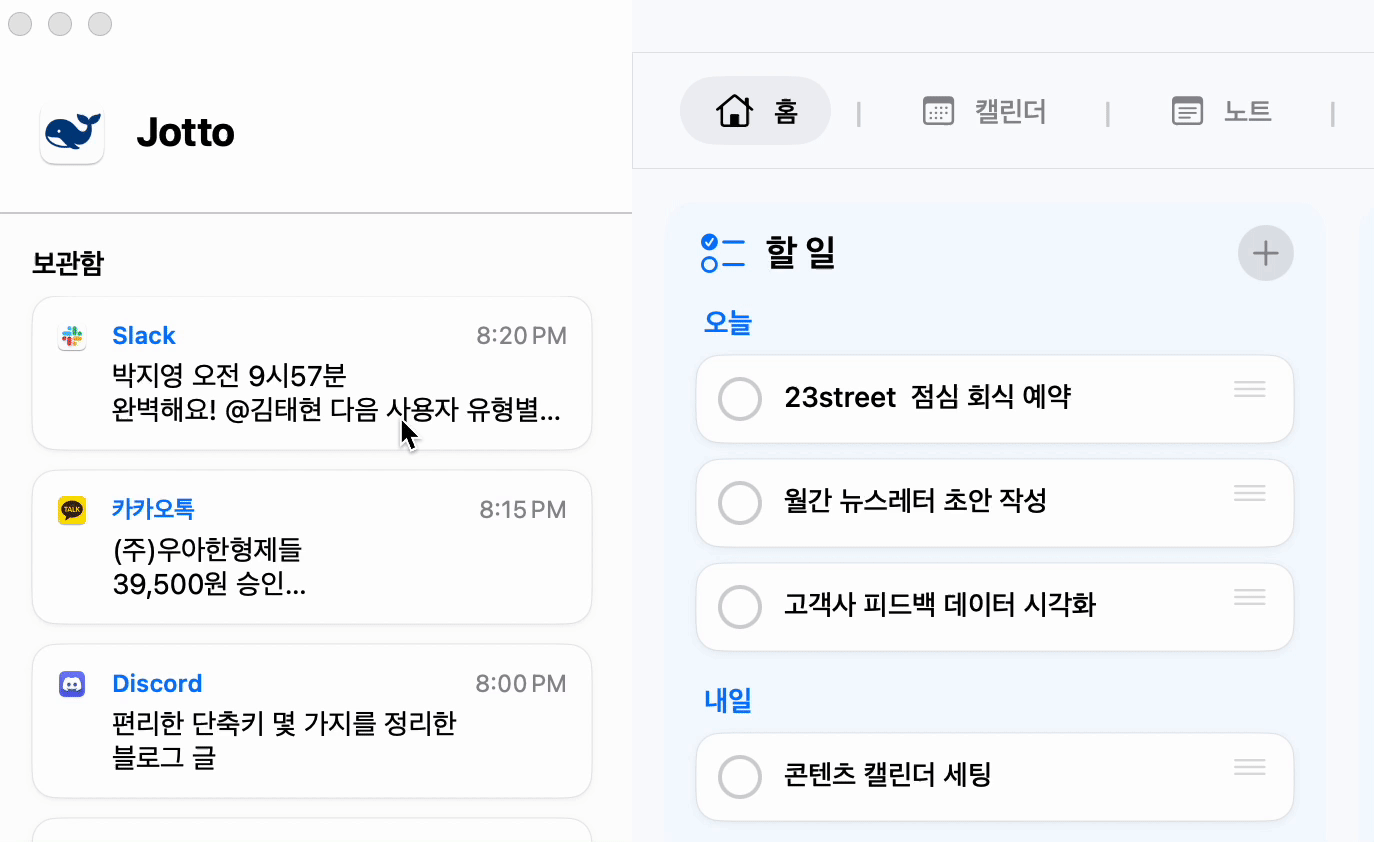 Jotto
보관함
Slack 8:20 PM
박지영 오전 9시57분
완벽해요! @김태현 다음 사용자 유형별...
카카오톡 8:15 PM
TALK
(주)우아한형제들
39,500원 승인...
Discord 8:00 PM
편리한 단축키 몇 가지를 정리한
블로그 글
홈 | 캘린더 | 노트 |
할 일
오늘
23street 점심 회식 예약
월간 뉴스레터 초안 작성
고객사 피드백 데이터 시각화
내일
콘텐츠 캘린더 세팅